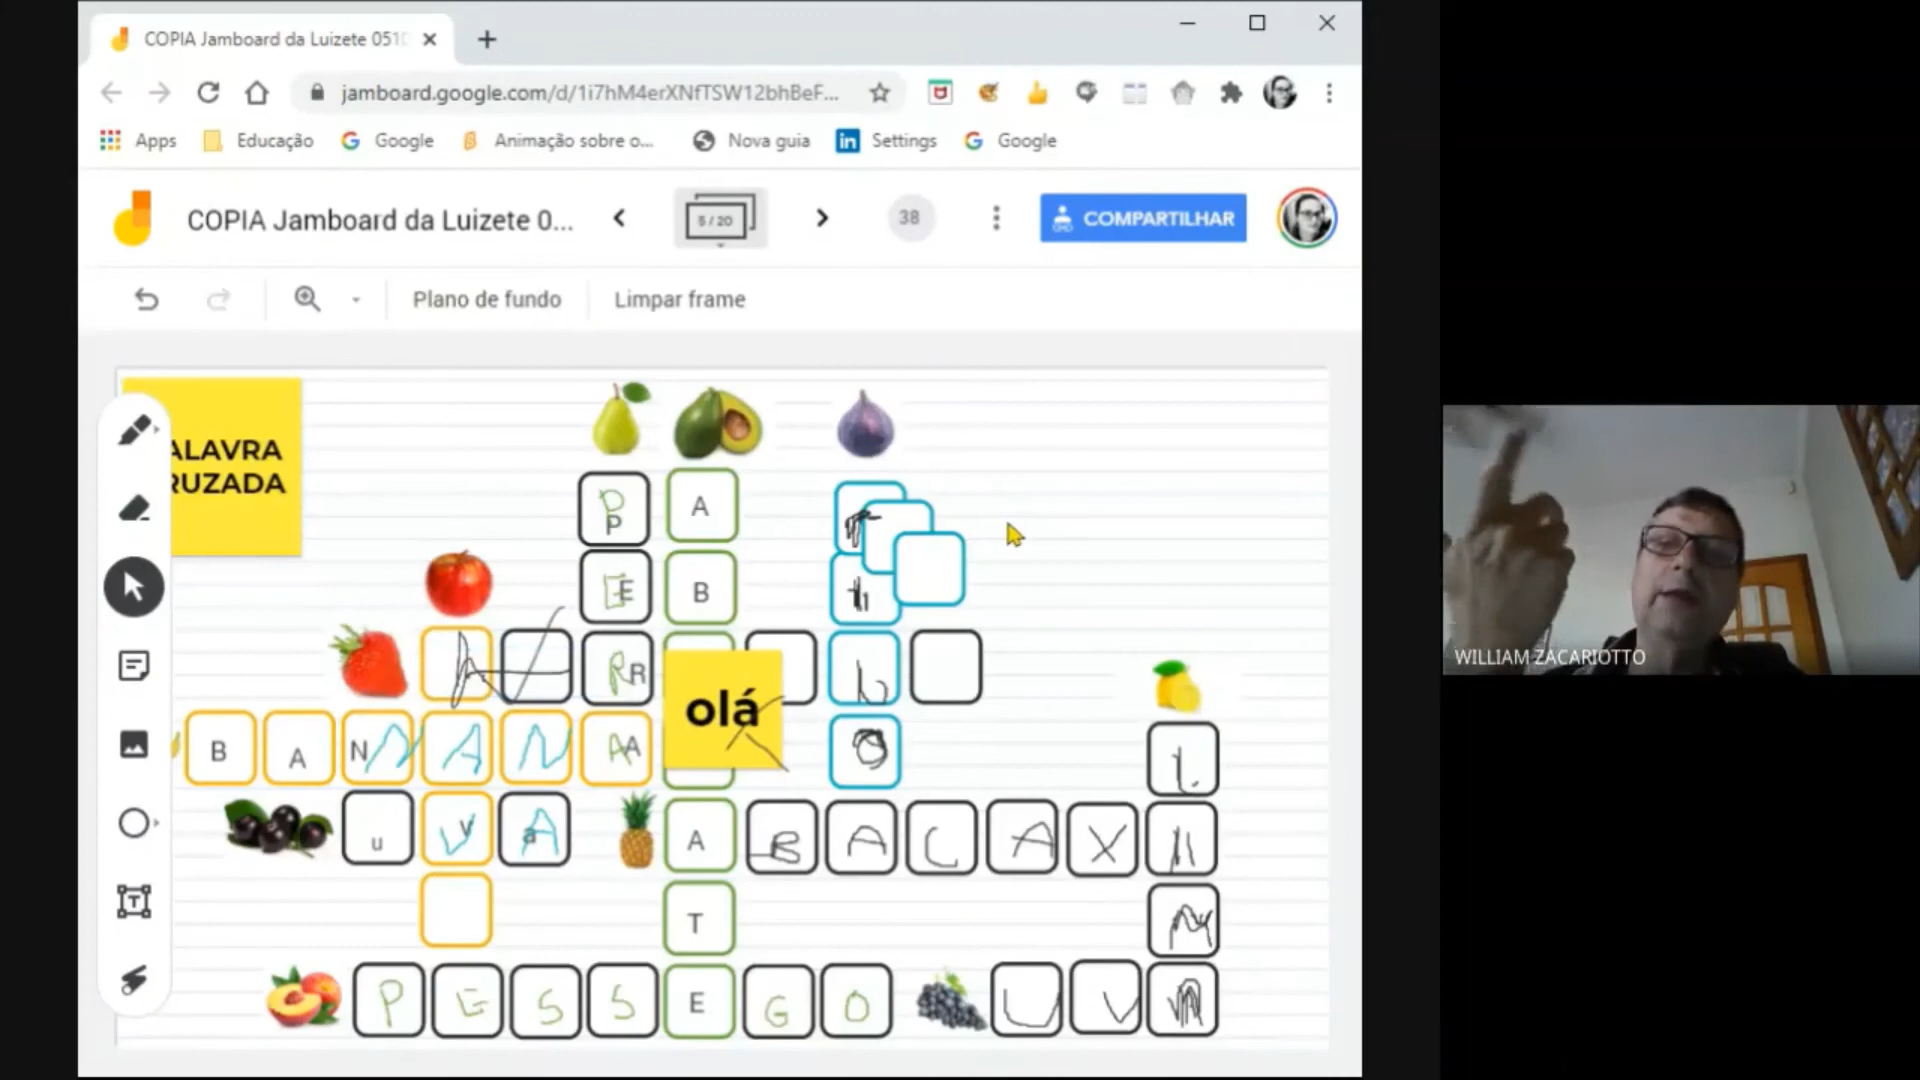 COPIA Jamboard da Luizete 051
jamboard.google.com/d/1i7hM4erXNfTSW12bhBeF...
Apps Educação Google Animação sobre o... Nova guia Settings Google
COPIA Jamboard da Luizete 0... 5 / 20 38 COMPARTILHAR
Plano de fundo Limpar frame
ALAVRA
RUZADA
P P A
E E B
R R
olá
B A N N A N A A
u V v a A
A B A C A X
T
P E S S E G O U V
L
O
WILLIAM ZACARIOTTO